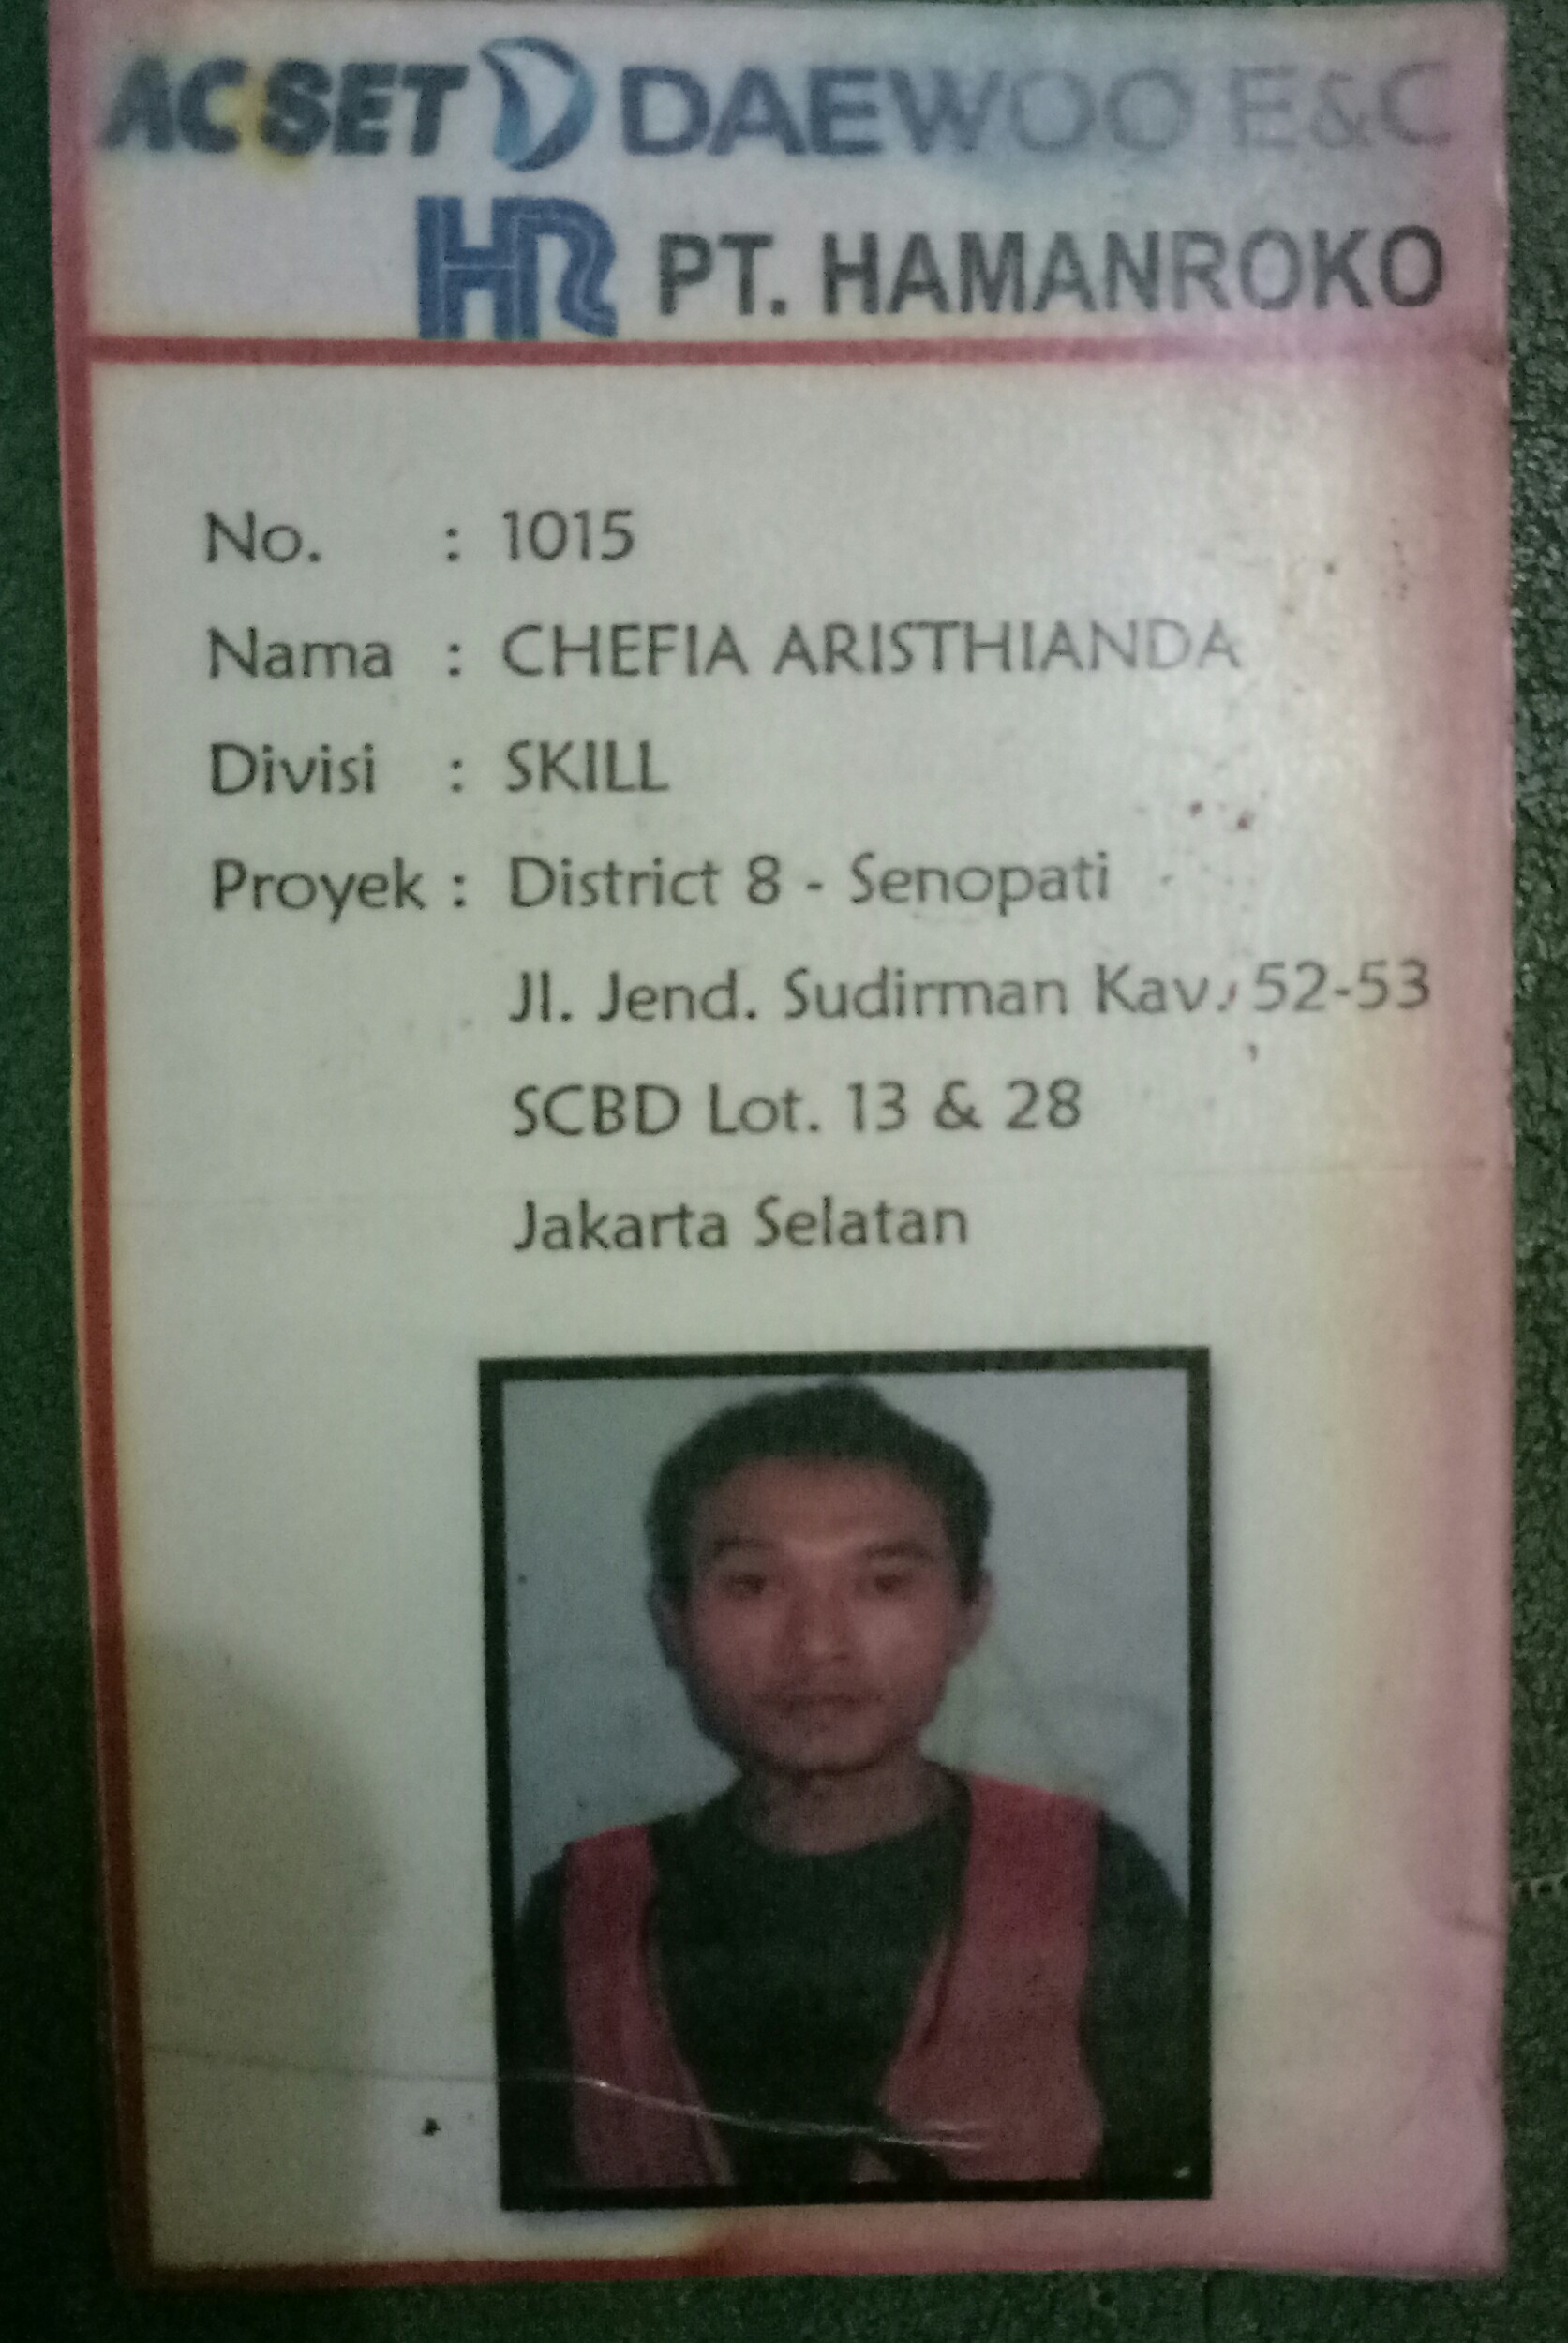 ACSET DAEWOO E&C
HR PT. HAMANROKO
No. : 1015
Nama : CHEFIA ARISTHIANDA
Divisi : SKILL
Proyek : District 8 - Senopati
Jl. Jend. Sudirman Kav. 52-53
SCBD Lot. 13 & 28
Jakarta Selatan